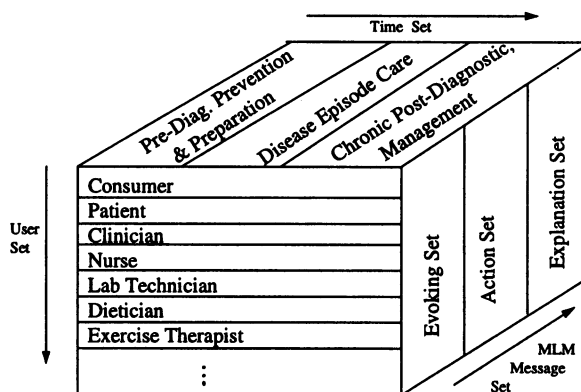 Time Set
Pre-Diag. Prevention
& Preparation
Disease Episode Care
Chronic Post-Diagnostic,
Management
User
Set
Consumer
Patient
Clinician
Nurse
Lab Technician
Dietician
Exercise Therapist
⋮
Evoking Set
Action Set
Explanation Set
MLM
Message
Set